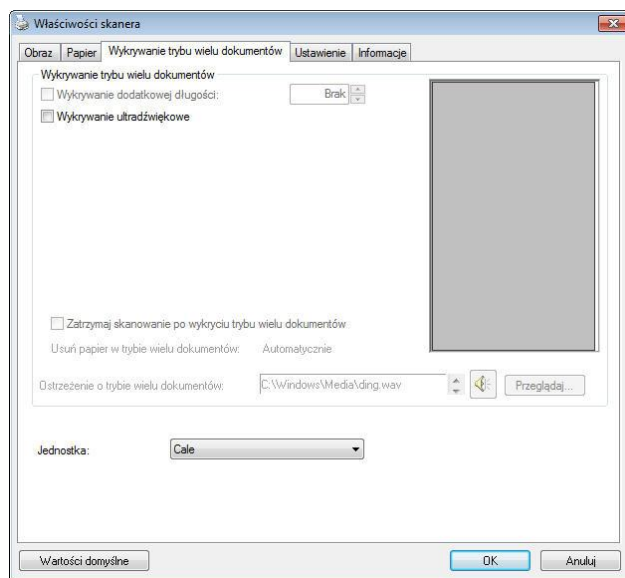 Właściwości skanera
Obraz Papier Wykrywanie trybu wielu dokumentów Ustawienie Informacje
Wykrywanie trybu wielu dokumentów
Wykrywanie dodatkowej długości: Brak
Wykrywanie ultradźwiękowe
Zatrzymaj skanowanie po wykryciu trybu wielu dokumentów
Usuń papier w trybie wielu dokumentów: Automatycznie
Ostrzeżenie o trybie wielu dokumentów: C:\Windows\Media\ding.wav Przeglądaj...
Jednostka: Cale
Wartości domyślne OK Anuluj